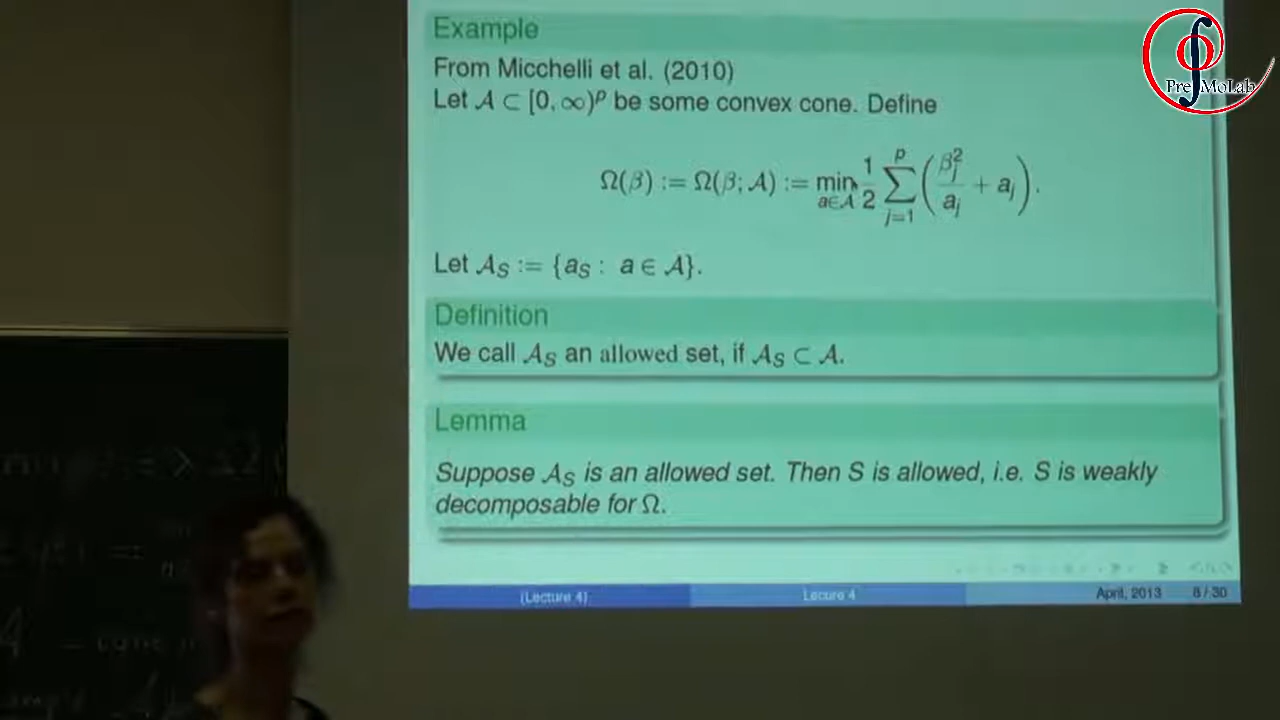 Example
From Micchelli et al. (2010)
Let 𝒜 ⊂ [0, ∞)^p be some convex cone. Define
Ω(β) := Ω(β; 𝒜) := min_{a∈𝒜} 1/2 ∑_{j=1}^{p} (β_j^2/a_j + a_j).
Let 𝒜_S := {a_S : a ∈ 𝒜}.
Definition
We call 𝒜_S an allowed set, if 𝒜_S ⊂ 𝒜.
Lemma
Suppose 𝒜_S is an allowed set. Then S is allowed, i.e. S is weakly
decomposable for Ω.
(Lecture 4) Lecure 4 April, 2013 8 / 30
PreMoLab